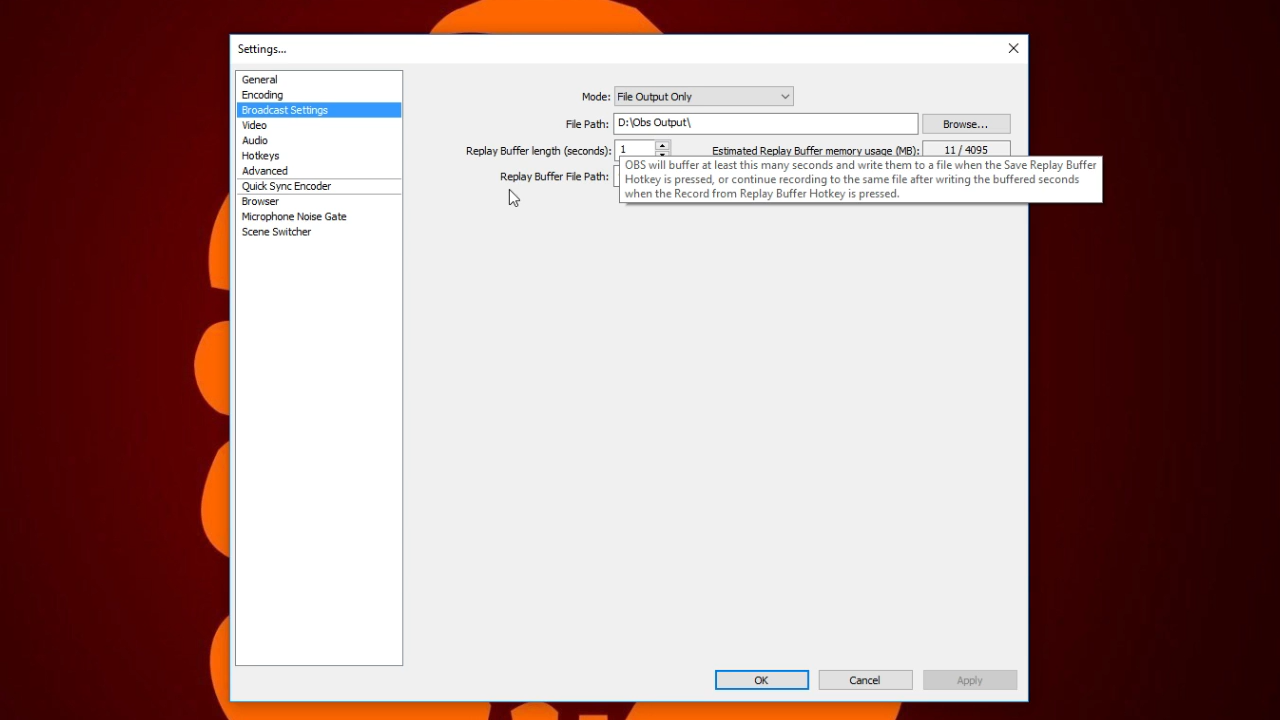 Settings...
General
Encoding
Broadcast Settings
Video
Audio
Hotkeys
Advanced
Quick Sync Encoder
Browser
Microphone Noise Gate
Scene Switcher
Mode: File Output Only
File Path: D:\Obs Output\ Browse...
Replay Buffer length (seconds): 1 Estimated Replay Buffer memory usage (MB): 11 / 4095
Replay Buffer File Path:
OBS will buffer at least this many seconds and write them to a file when the Save Replay Buffer
Hotkey is pressed, or continue recording to the same file after writing the buffered seconds
when the Record from Replay Buffer Hotkey is pressed.
OK Cancel Apply